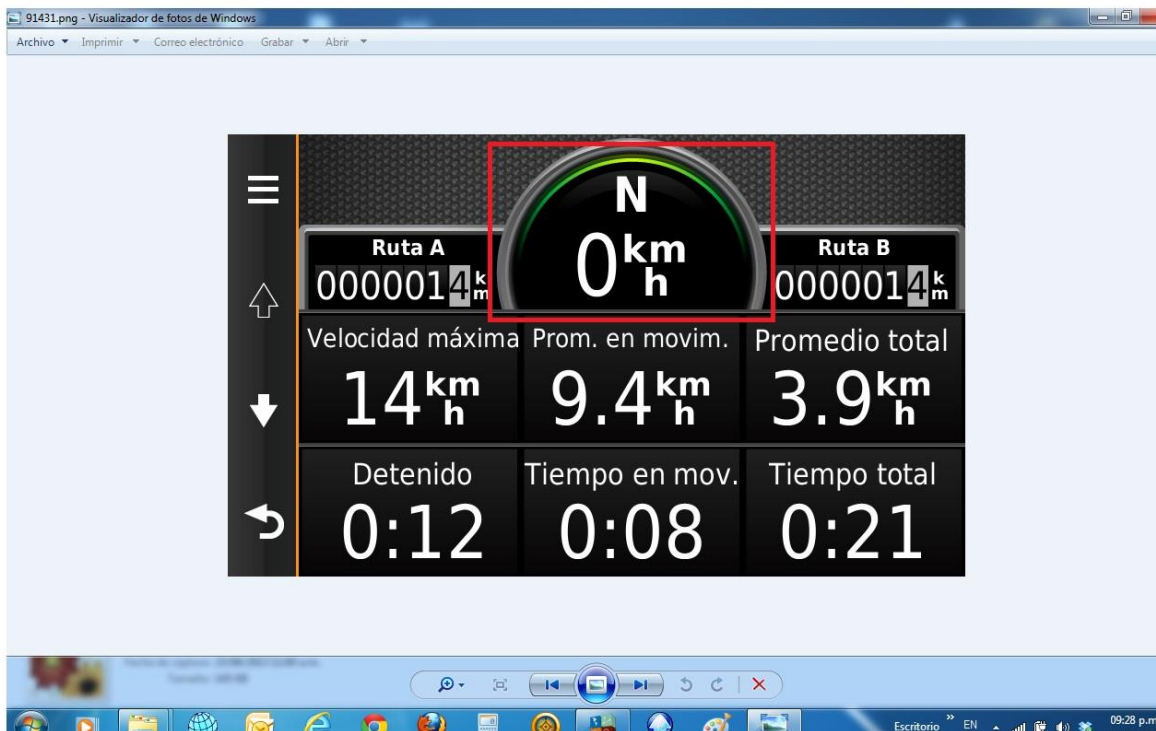 91431.png - Visualizador de fotos de Windows
Archivo Imprimir Correo electrónico Grabar Abrir
N
0 km h
Ruta A
0000014 km
Ruta B
0000014 km
Velocidad máxima
14 km h
Prom. en movim.
9.4 km h
Promedio total
3.9 km h
Detenido
0:12
Tiempo en mov.
0:08
Tiempo total
0:21
Escritorio » EN 09:28 p.m